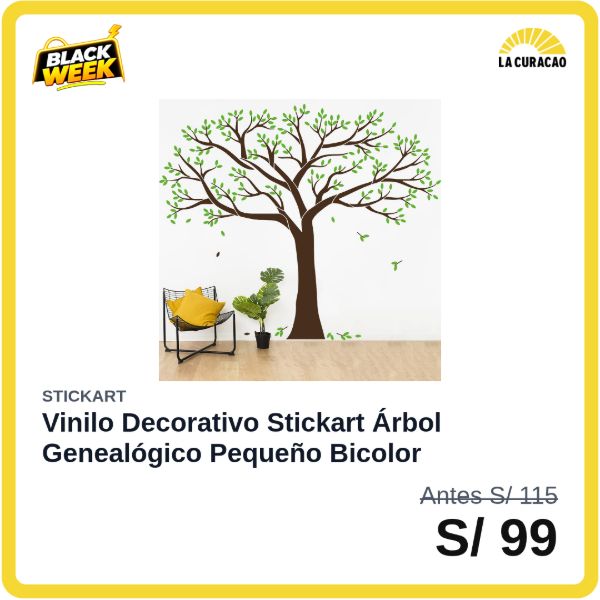 BLACK
WEEK
LA CURACAO
STICKART
Vinilo Decorativo Stickart Árbol
Genealógico Pequeño Bicolor
Antes S/ 115
S/ 99